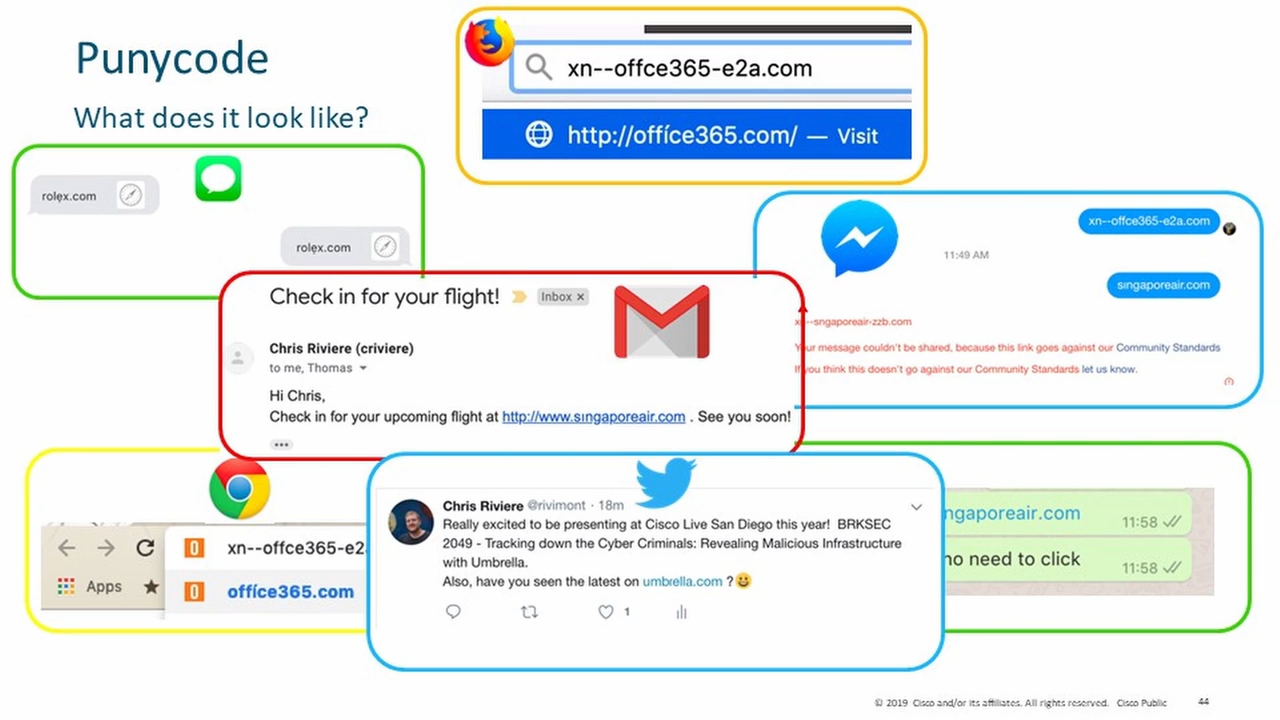 Punycode
What does it look like?
xn--offce365-e2a.com
http://offíce365.com/ — Visit
rolẹx.com
rolẹx.com
xn--offce365-e2a.com
11:49 AM
sıngaporeair.com
--sngaporeair-zzb.com
Your message couldn't be shared, because this link goes against our Community Standards
If you think this doesn't go against our Community Standards let us know.
Check in for your flight! Inbox ×
Chris Riviere (criviere)
to me, Thomas
Hi Chris,
Check in for your upcoming flight at http://www.sıngaporeair.com . See you soon!
xn--offce365-e2
Apps
offíce365.com
Chris Riviere @rivimont · 18m
Really excited to be presenting at Cisco Live San Diego this year! BRKSEC
2049 - Tracking down the Cyber Criminals: Revealing Malicious Infrastructure
with Umbrella.
Also, have you seen the latest on umbrella.com ?😀
1
ngaporeair.com
11:58
no need to click
11:58
© 2019 Cisco and/or its affiliates. All rights reserved. Cisco Public
44